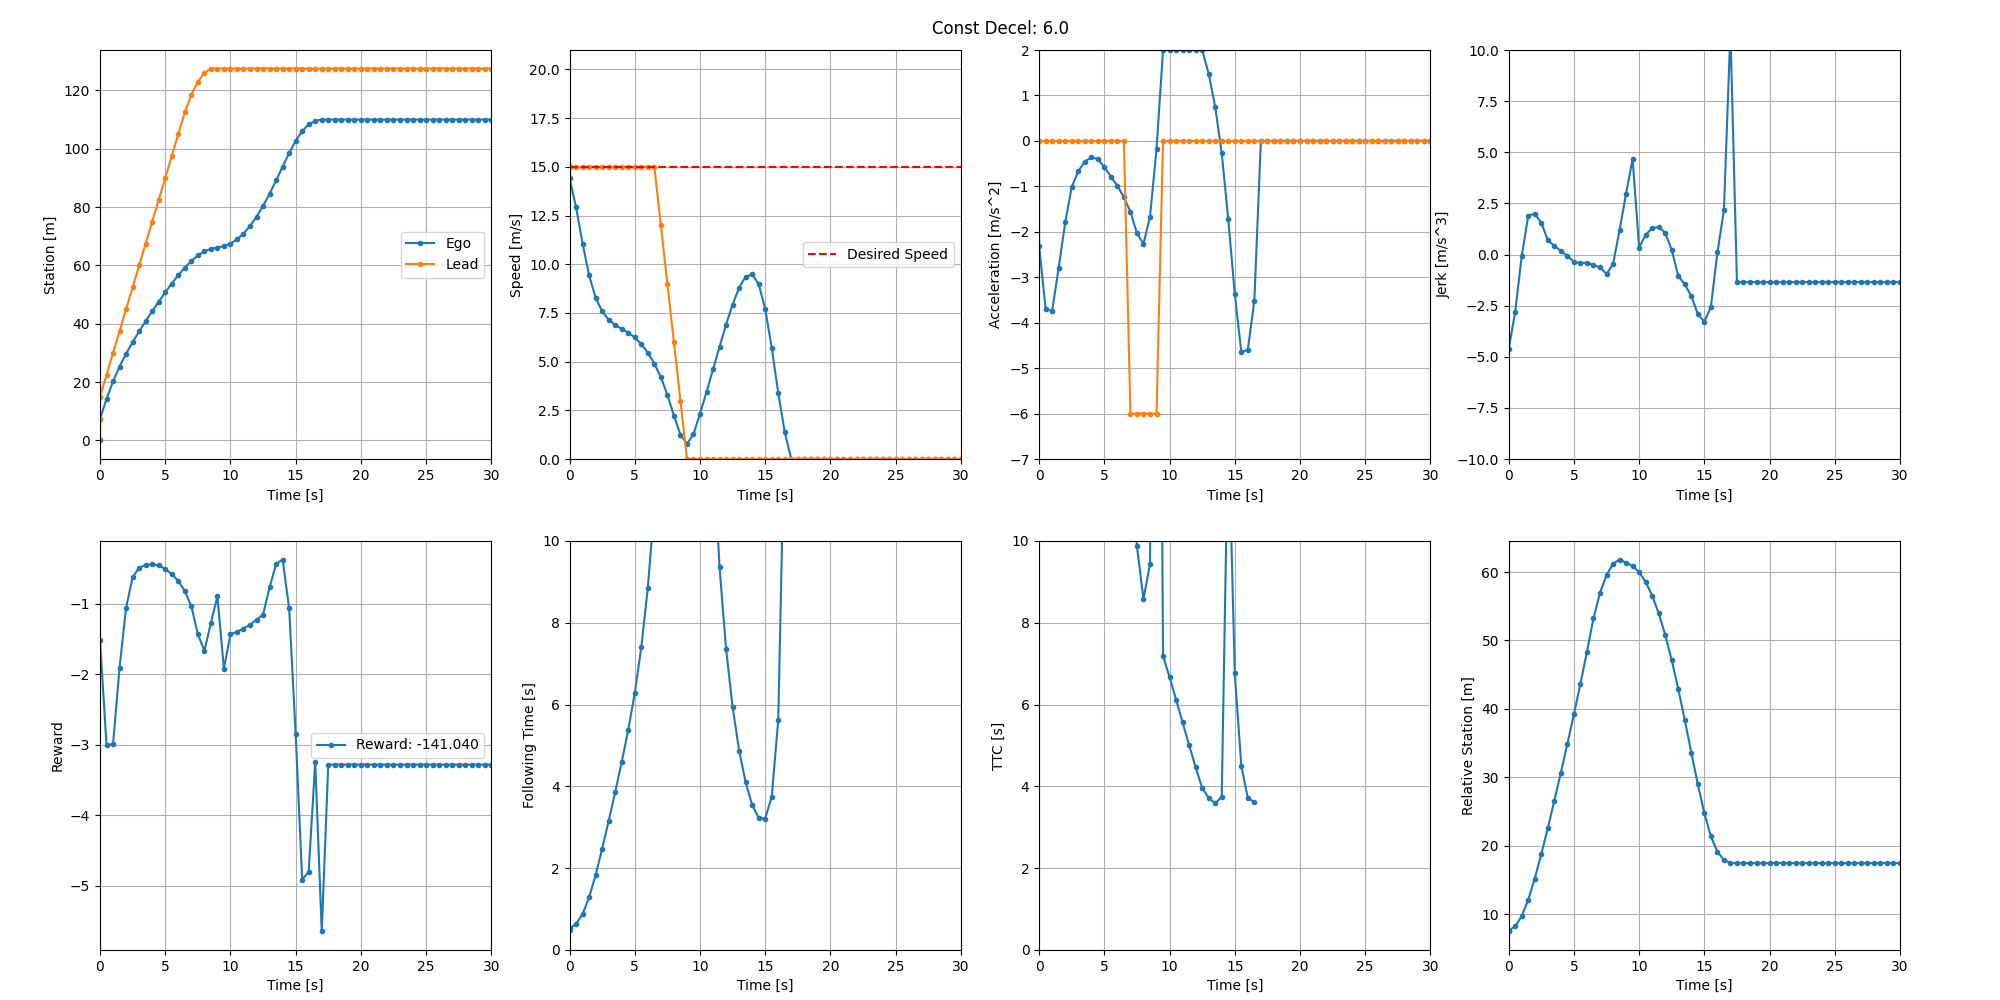 Const Decel: 6.0
Station [m]
120
100
80
60
40
20
0
Ego
Lead
0 5 10 15 20 25 30
Time [s]
Speed [m/s]
20.0
17.5
15.0
12.5
10.0
7.5
5.0
2.5
0.0
Desired Speed
0 5 10 15 20 25 30
Time [s]
Acceleration [m/s^2]
2
1
0
−1
−2
−3
−4
−5
−6
−7
0 5 10 15 20 25 30
Time [s]
Jerk [m/s^3]
10.0
7.5
5.0
2.5
0.0
−2.5
−5.0
−7.5
−10.0
0 5 10 15 20 25 30
Time [s]
Reward
−1
−2
−3
−4
−5
Reward: -141.040
0 5 10 15 20 25 30
Time [s]
Following Time [s]
10
8
6
4
2
0
0 5 10 15 20 25 30
Time [s]
TTC [s]
10
8
6
4
2
0
0 5 10 15 20 25 30
Time [s]
Relative Station [m]
60
50
40
30
20
10
0 5 10 15 20 25 30
Time [s]